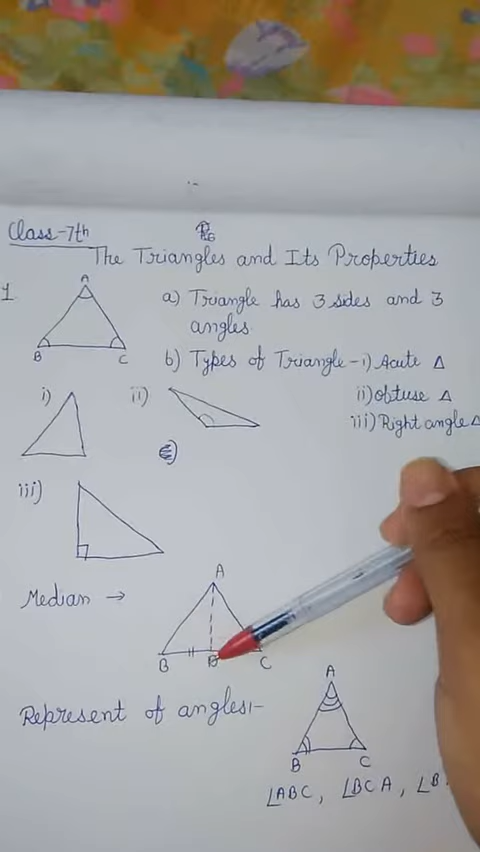 Class-7th
The Triangles and Its Properties
1
A
B C
a) Triangle has 3 sides and 3
angles
b) Types of Triangle - i) Acute Δ
ii) obtuse Δ
iii) Right angle Δ
i)
ii)
iii)
Median →
A
B D C
Represent of angles:-
A
B C
∠ABC, ∠BCA, ∠B